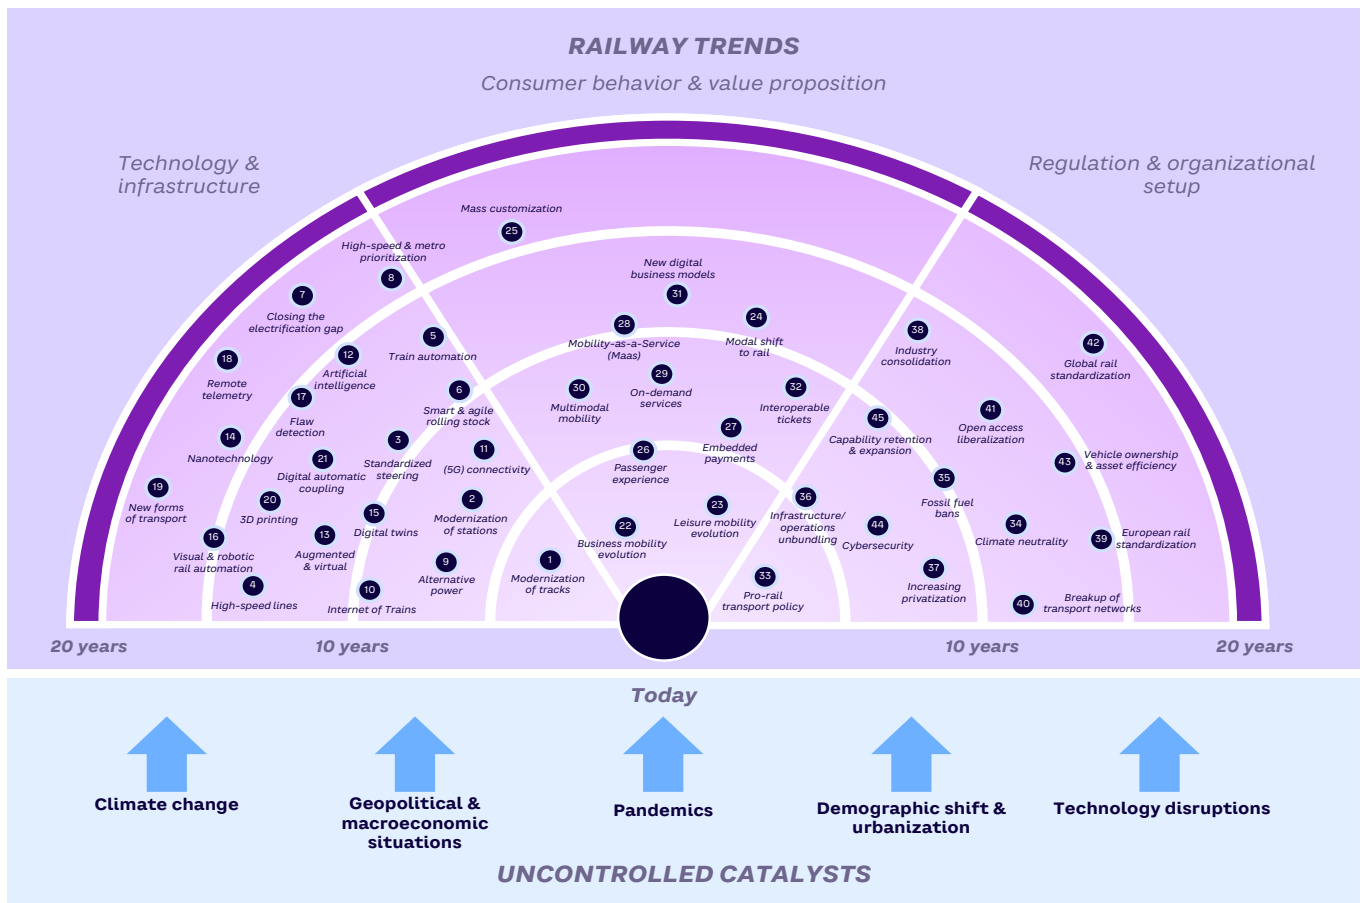 RAILWAY TRENDS
Consumer behavior & value proposition
Technology &
infrastructure
Regulation & organizational
setup
Mass customization
25
High-speed & metro
prioritization
8
7
Closing the
electrification gap
18
Remote
telemetry
12
Artificial
intelligence
5
Train automation
17
Flaw
detection
6
Smart & agile
rolling stock
14
Nanotechnology
3
Standardized
steering
11
(5G) connectivity
21
Digital automatic
coupling
19
New forms
of transport
20
3D printing
15
Digital twins
2
Modernization
of stations
16
Visual & robotic
rail automation
13
Augmented
& virtual
9
Alternative
power
4
High-speed lines
10
Internet of Trains
1
Modernization
of tracks
New digital
business models
31
28
Mobility-as-a-Service
(Maas)
24
Modal shift
to rail
29
On-demand
services
30
Multimodal
mobility
32
Interoperable
tickets
27
Embedded
payments
26
Passenger
experience
23
Leisure mobility
evolution
22
Business mobility
evolution
38
Industry
consolidation
42
Global rail
standardization
45
Capability retention
& expansion
41
Open access
liberalization
43
Vehicle ownership
& asset efficiency
35
Fossil fuel
bans
36
Infrastructure/
operations
unbundling
44
Cybersecurity
34
Climate neutrality
39
European rail
standardization
33
Pro-rail
transport policy
37
Increasing
privatization
40
Breakup of
transport networks
20 years
10 years
10 years
20 years
Today
Climate change
Geopolitical &
macroeconomic
situations
Pandemics
Demographic shift &
urbanization
Technology disruptions
UNCONTROLLED CATALYSTS